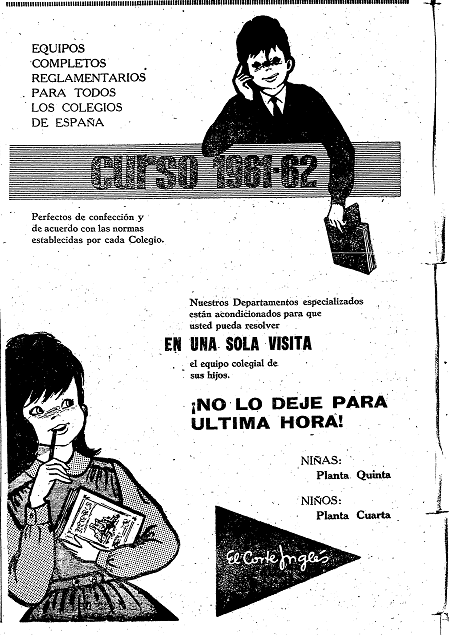 EQUIPOS
COMPLETOS
REGLAMENTARIOS
PARA TODOS
LOS COLEGIOS
DE ESPAÑA
curso 1961-62
Perfectos de confección y
de acuerdo con las normas
establecidas por cada Colegio.
Nuestros Departamentos especializados
están acondicionados para que
usted pueda resolver
EN UNA SOLA VISITA
el equipo colegial de
sus hijos.
¡NO LO DEJE PARA
ULTIMA HORA!
NIÑAS:
Planta Quinta
NIÑOS:
Planta Cuarta
El Corte Inglés